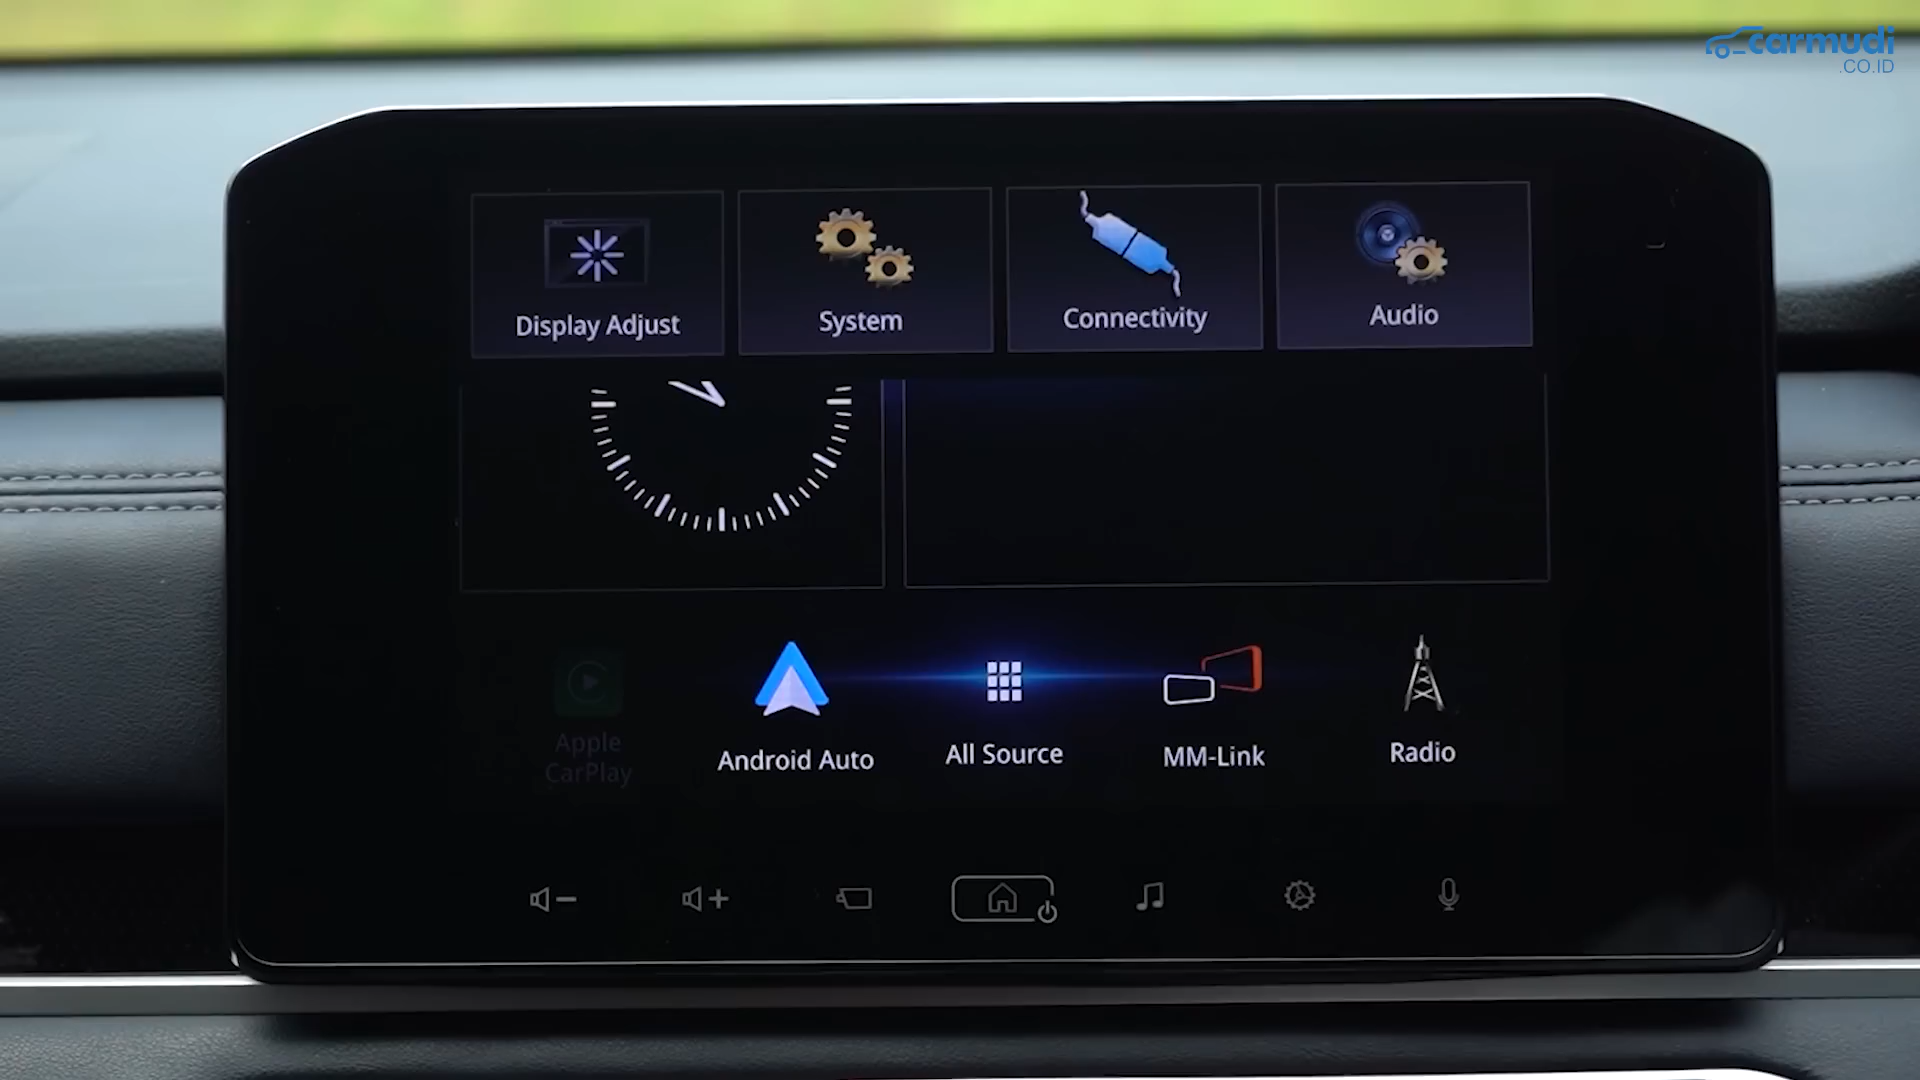 carmudi
.CO.ID
Display Adjust
System
Connectivity
Audio
Apple
CarPlay
Android Auto
All Source
MM-Link
Radio